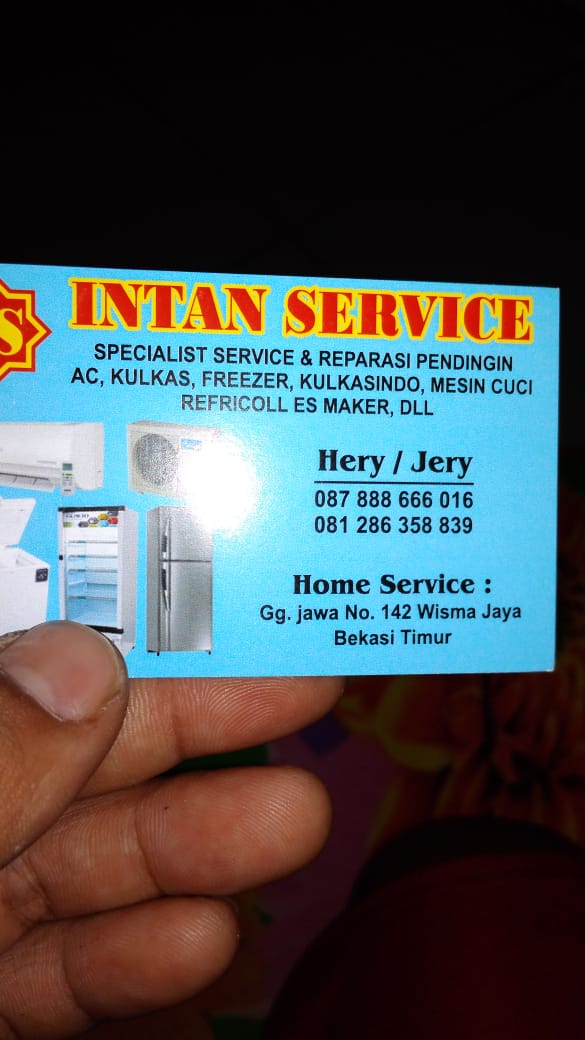 S
INTAN SERVICE
SPECIALIST SERVICE & REPARASI PENDINGIN
AC, KULKAS, FREEZER, KULKASINDO, MESIN CUCI
REFRICOLL ES MAKER, DLL
Hery / Jery
087 888 666 016
081 286 358 839
Home Service :
Gg. jawa No. 142 Wisma Jaya
Bekasi Timur